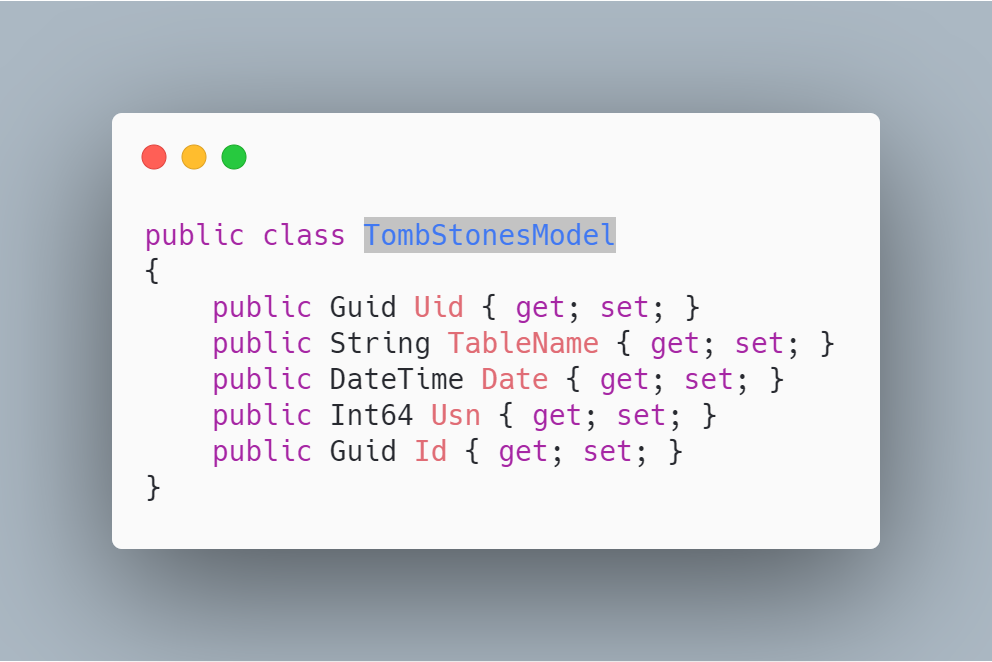 public class TombStonesModel
{
    public Guid Uid { get; set; }
    public String TableName { get; set; }
    public DateTime Date { get; set; }
    public Int64 Usn { get; set; }
    public Guid Id { get; set; }
}